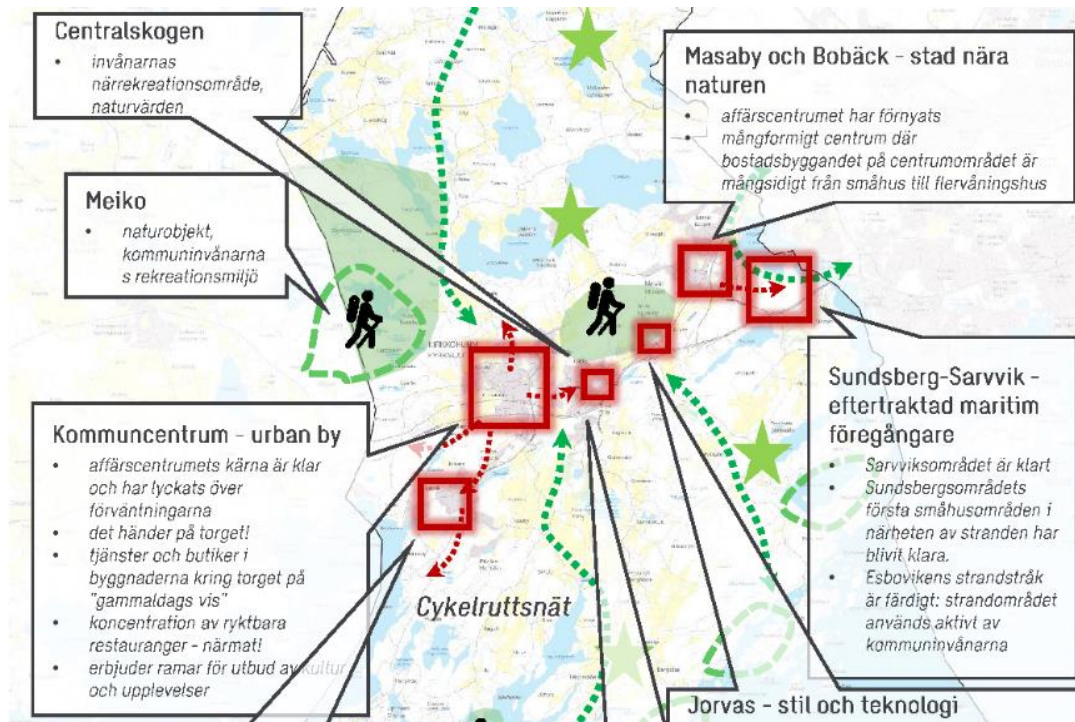 Centralskogen
• invånarnas
närrekreationsområde,
naturvärden
Masaby och Bobäck - stad nära
naturen
• affärscentrumet har förnyats
• mångformigt centrum där
bostadsbyggandet på centrumområdet är
mångsidigt från småhus till flervåningshus
Meiko
• naturobjekt,
kommuninvånarna
s rekreationsmiljö
Kommuncentrum - urban by
• affärscentrumets kärna är klar
och har lyckats över
förväntningarna
• det händer på torget!
• tjänster och butiker i
byggnaderna kring torget på
"gammaldags vis"
• koncentration av ryktbara
restauranger - närmat!
• erbjuder ramar för utbud av kultur
och upplevelser
Sundsberg-Sarvvik -
eftertraktad maritim
föregångare
• Sarvviksområdet är klart
• Sundsbergsområdets
första småhusområden i
närheten av stranden har
blivit klara.
• Esbovikens strandstråk
är färdigt: strandområdet
används aktivt av
kommuninvånarna
Cykelruttsnät
Jorvas - stil och teknologi